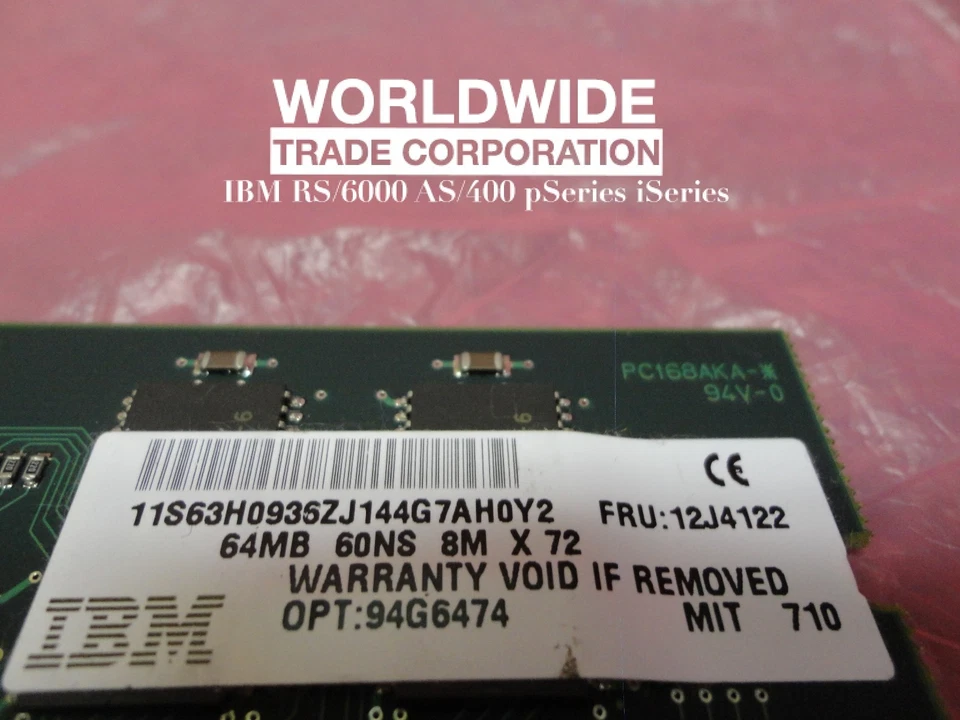 WORLDWIDE
TRADE CORPORATION
IBM RS/6000 AS/400 pSeries iSeries
PC168AKA-
94V-0
11S63H0936ZJ144G7AH0Y2 FRU:12J4122
64MB 60NS 8M X 72
WARRANTY VOID IF REMOVED
IBM OPT:94G6474 MIT 710